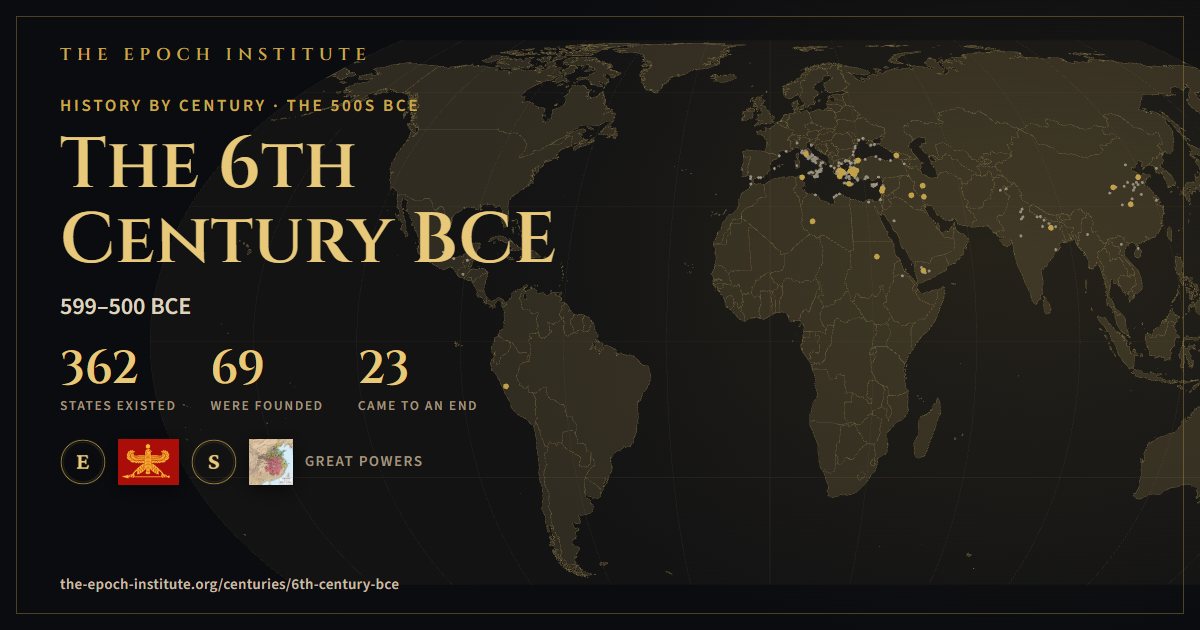 THE EPOCH INSTITUTE
HISTORY BY CENTURY · THE 500S BCE
THE 6TH
CENTURY BCE
599–500 BCE
362 69 23
STATES EXISTED WERE FOUNDED CAME TO AN END
E S GREAT POWERS
the-epoch-institute.org/centuries/6th-century-bce